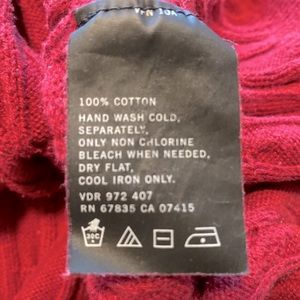 100% COTTON
HAND WASH COLD,
SEPARATELY,
ONLY NON CHLORINE
BLEACH WHEN NEEDED,
DRY FLAT,
COOL IRON ONLY.
VDR 972 407
RN 67835 CA 07415
30C